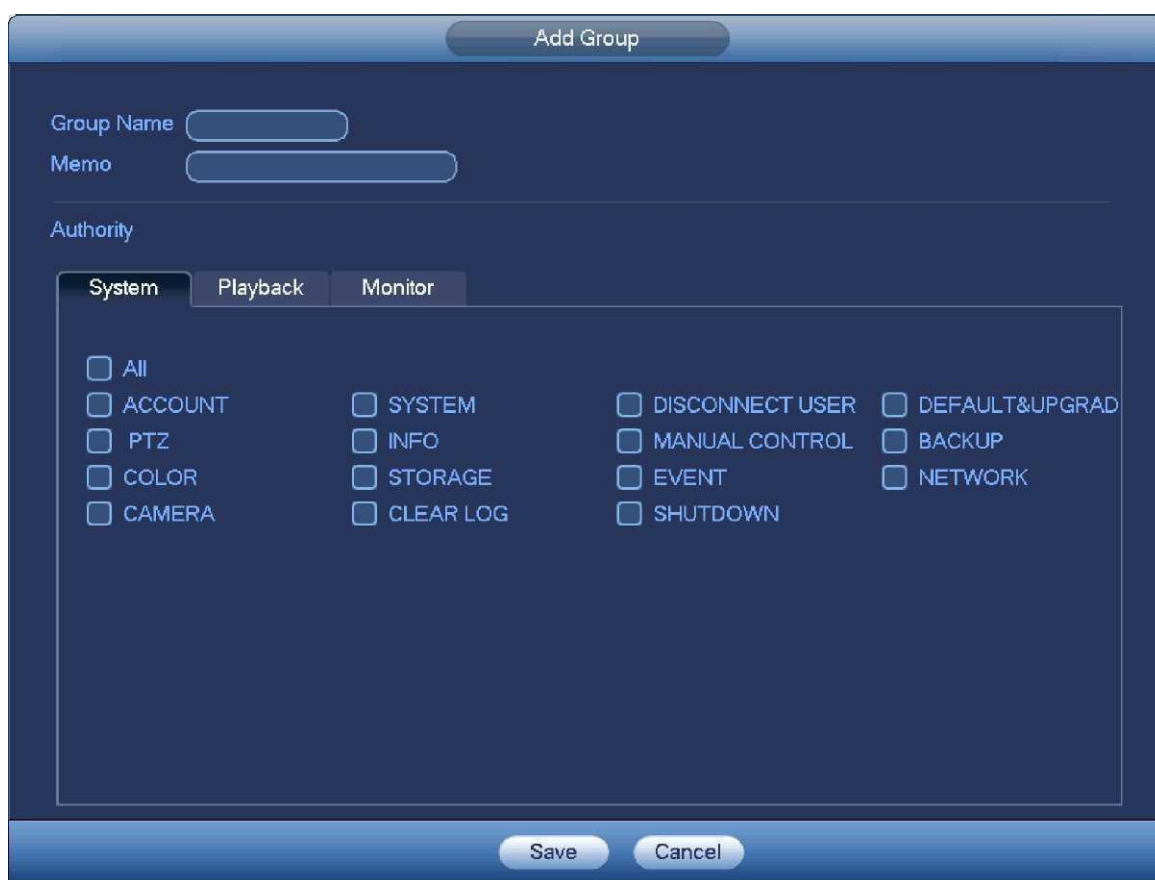 Add Group
Group Name
Memo
Authority
System Playback Monitor
All
ACCOUNT SYSTEM DISCONNECT USER DEFAULT&UPGRAD
PTZ INFO MANUAL CONTROL BACKUP
COLOR STORAGE EVENT NETWORK
CAMERA CLEAR LOG SHUTDOWN
Save Cancel